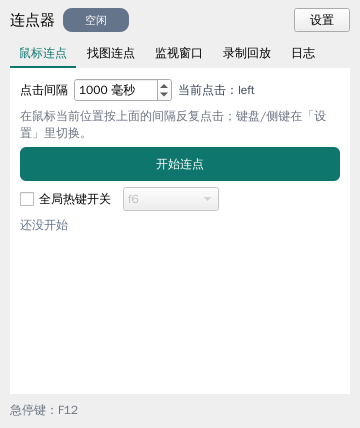 连点器 空闲 设置
鼠标连点 找图连点 监视窗口 录制回放 日志
点击间隔 1000 毫秒 当前点击：left
在鼠标当前位置按上面的间隔反复点击；键盘/侧键在「设
置」里切换。
开始连点
全局热键开关 f6
还没开始
急停键：F12